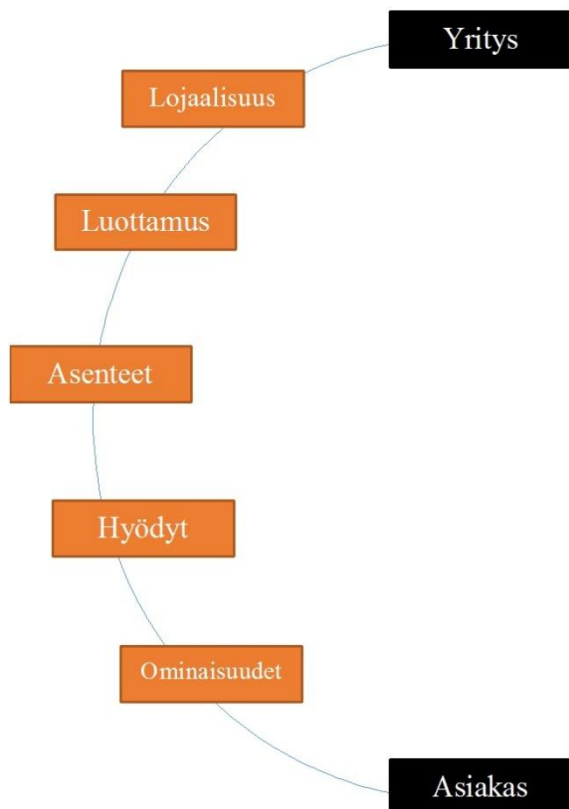 Yritys
Lojaalisuus
Luottamus
Asenteet
Hyödyt
Ominaisuudet
Asiakas